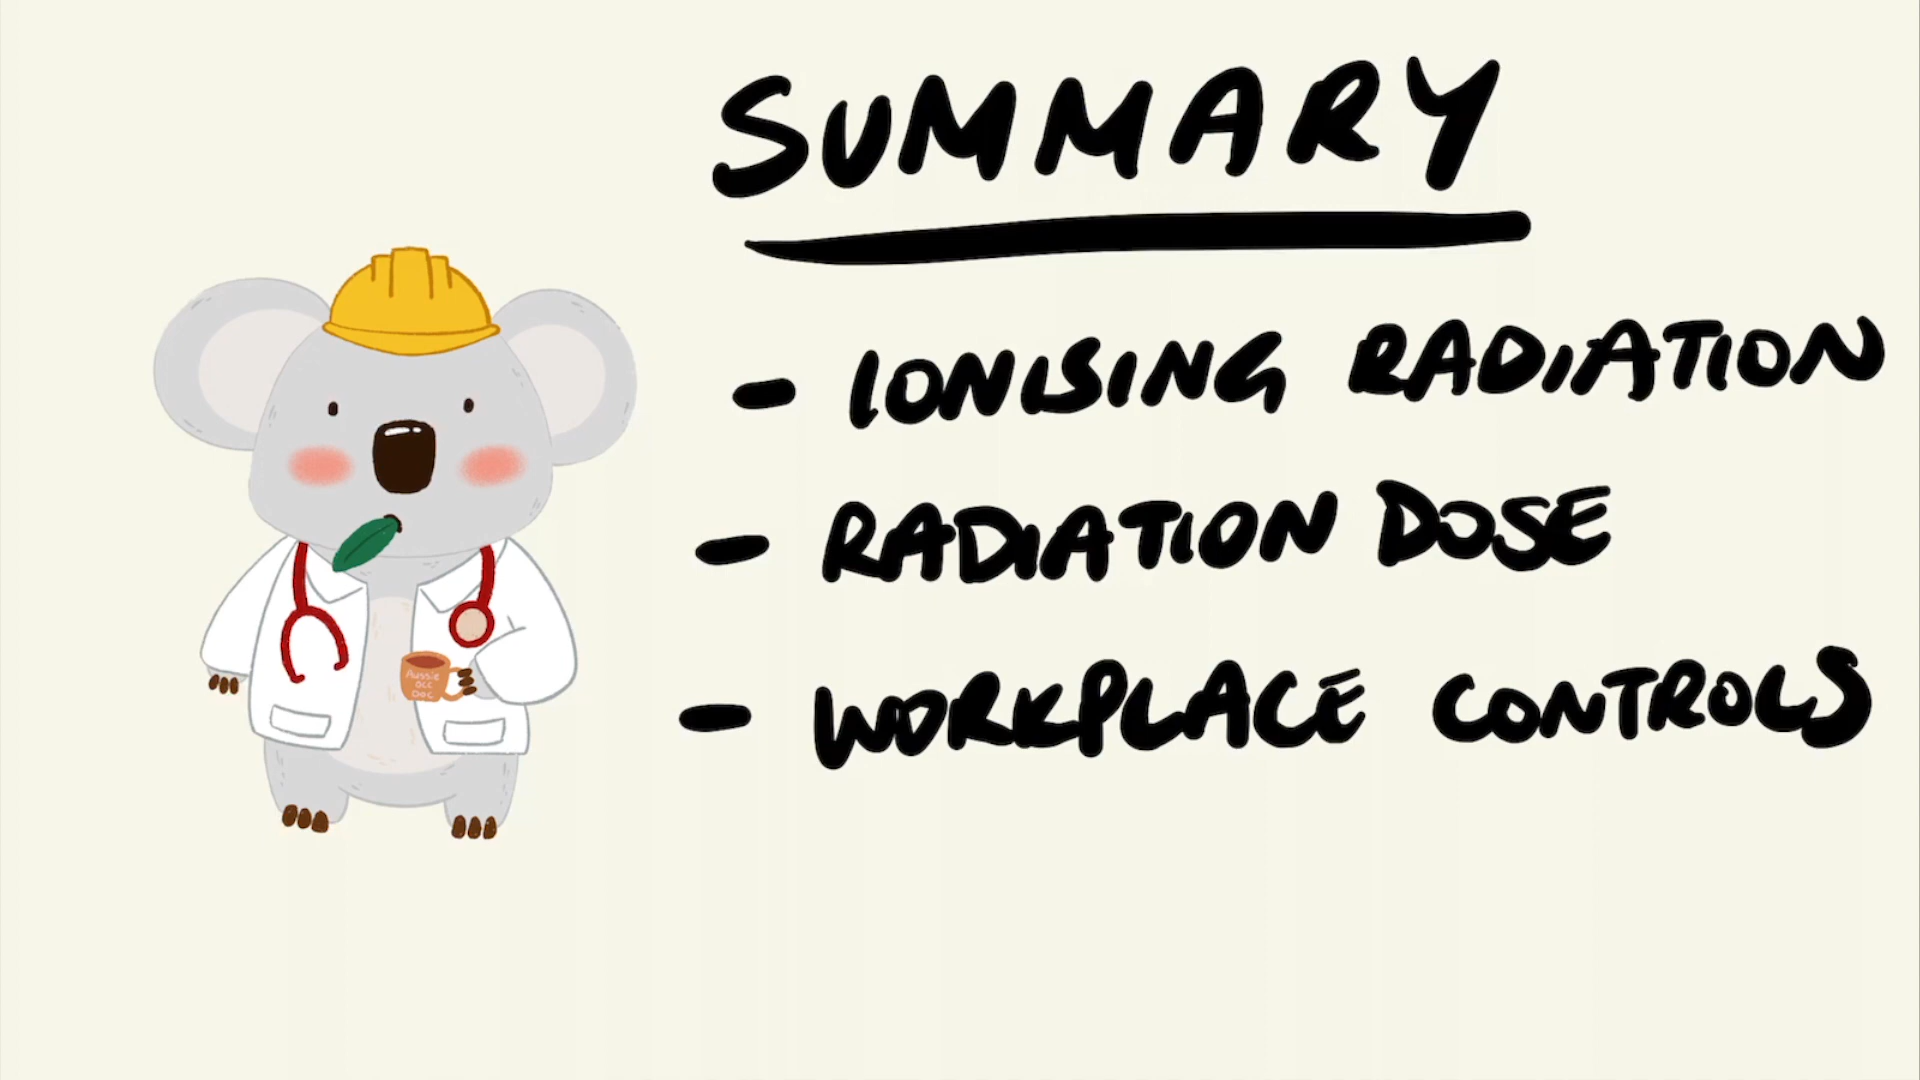 SUMMARY
- IONISING RADIATION
- RADIATION DOSE
- WORKPLACE CONTROLS
Aussie
OCC
DOC